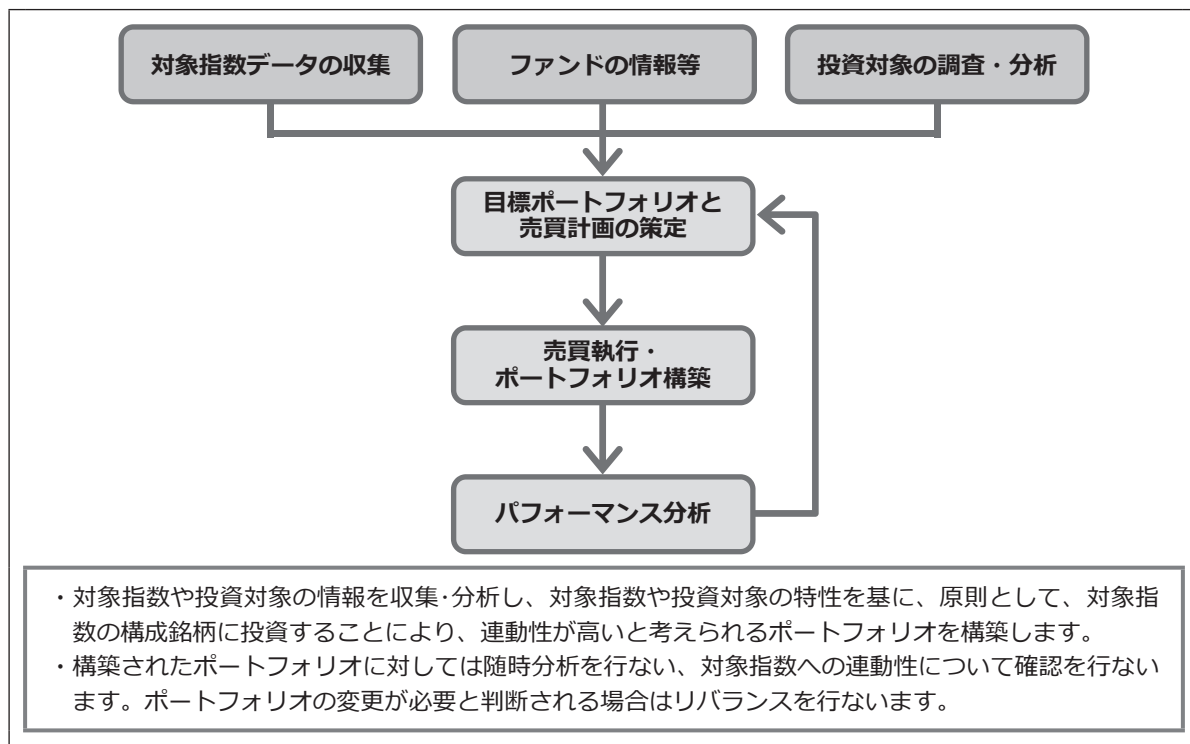 対象指数データの収集
ファンドの情報等
投資対象の調査・分析
目標ポートフォリオと
売買計画の策定
売買執行・
ポートフォリオ構築
パフォーマンス分析
・対象指数や投資対象の情報を収集･分析し、対象指数や投資対象の特性を基に、原則として、対象指
数の構成銘柄に投資することにより、連動性が高いと考えられるポートフォリオを構築します。
・構築されたポートフォリオに対しては随時分析を行ない、対象指数への連動性について確認を行ない
ます。ポートフォリオの変更が必要と判断される場合はリバランスを行ないます。